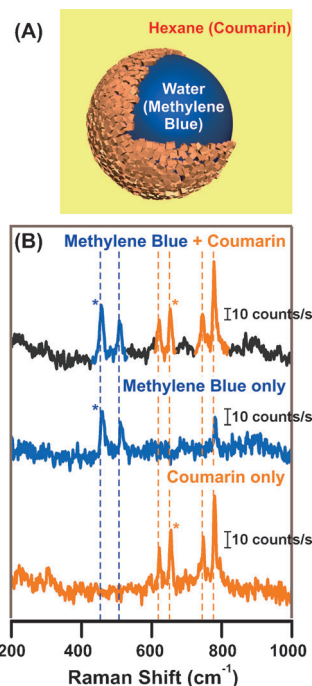 (A)
Hexane (Coumarin)
Water
(Methylene
Blue)
(B)
Methylene Blue + Coumarin
*
*
10 counts/s
Methylene Blue only
*
10 counts/s
Coumarin only
*
10 counts/s
200 400 600 800 1000
Raman Shift (cm⁻¹)